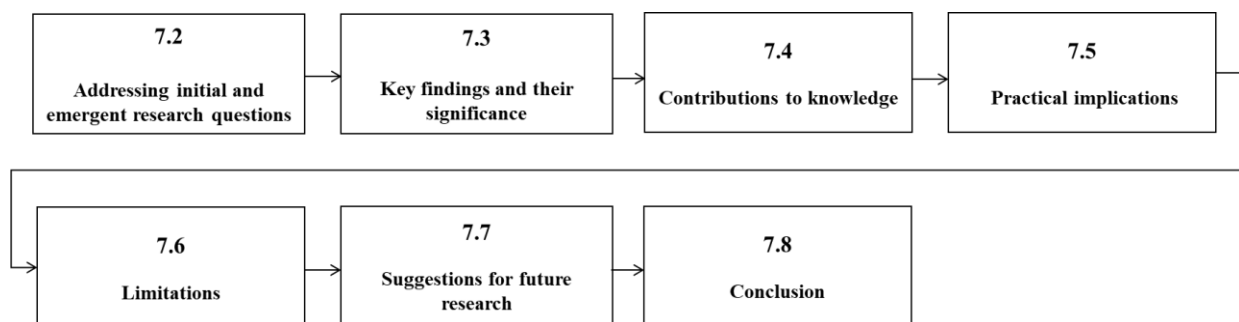 7.2
Addressing initial and
emergent research questions
7.3
Key findings and their
significance
7.4
Contributions to knowledge
7.5
Practical implications
7.6
Limitations
7.7
Suggestions for future
research
7.8
Conclusion